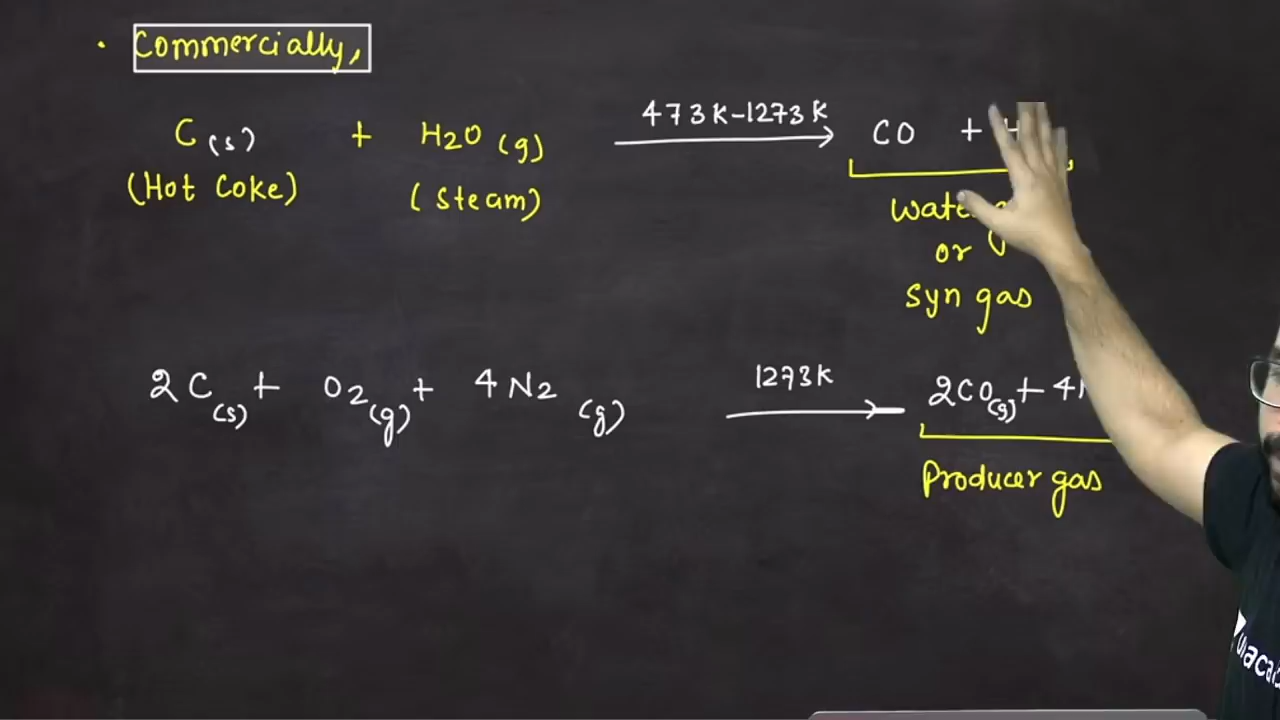 • Commercially,
C(s) + H2O(g) 473K-1273K CO +
(Hot Coke) (Steam)
or
Syn gas
2C(s) + O2(g) + 4N2(g) 1273K 2CO(g) + 4
Producer gas